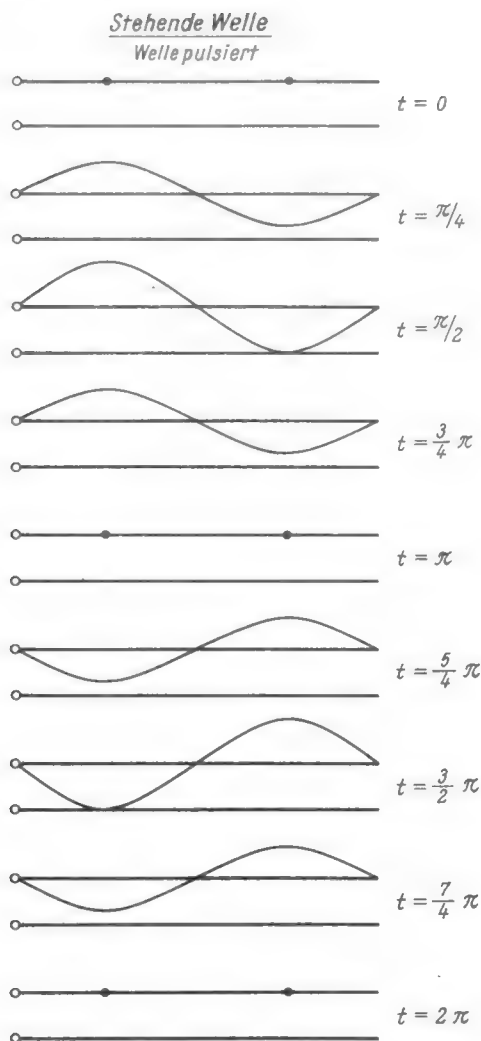 Stehende Welle
Welle pulsiert
t = 0
t = π/4
t = π/2
t = 3/4 π
t = π
t = 5/4 π
t = 3/2 π
t = 7/4 π
t = 2 π